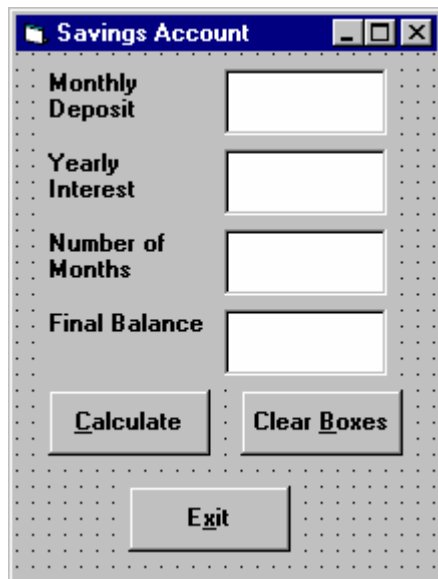 Savings Account
Monthly
Deposit
Yearly
Interest
Number of
Months
Final Balance
Calculate
Clear Boxes
Exit